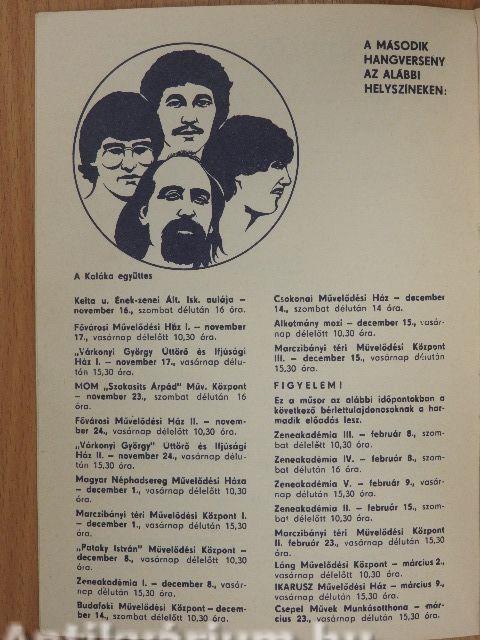 A MÁSODIK
HANGVERSENY
AZ ALÁBBI
HELYSZÍNEKEN:
A Kaláka együttes
Keita u. Ének-zenei Ált. Isk. aulája –
november 16., szombat délután 16 óra.
Fővárosi Művelődési Ház I. – november
17., vasárnap délelőtt 10,30 óra.
„Várkonyi György Úttörő és Ifjúsági
Ház I. – november 17., vasárnap délu-
tán 15,30 óra.
MOM „Szakasits Árpád" Műv. Központ
– november 23., szombat délután 16
óra.
Fővárosi Művelődési Ház II. – novem-
ber 24., vasárnap délelőtt 10,30 óra.
„Várkonyi György" Úttörő és Ifjúsági
Ház II. – november 24., vasárnap délu-
tán 15,30 óra.
Magyar Néphadsereg Művelődési Háza
– december 1., vasárnap délelőtt 10,30
óra.
Marczibányi téri Művelődési Központ I.
– december 1., vasárnap délután 15,30
óra.
„Pataky István" Művelődési Központ –
december 8., vasárnap délelőtt 10,30
óra.
Zeneakadémia I. – december 8., vasár-
nap délután 15,30 óra.
Budafoki Művelődési Központ – decem-
ber 14., szombat délelőtt 10,30 óra.
Csokonai Művelődési Ház – december
14., szombat délután 14 óra.
Alkotmány mozi – december 15., vasár-
nap délelőtt 10,30 óra.
Marczibányi téri Művelődési Központ
III. – december 15., vasárnap délután
15,30 óra.
FIGYELEM!
Ez a műsor az alábbi időpontokban a
következő bérlettulajdonosoknak a har-
madik előadás lesz.
Zeneakadémia III. – február 8., szom-
bat délelőtt 10,30 óra.
Zeneakadémia IV. – február 8., szom-
bat délután 16 óra.
Zeneakadémia V. – február 9., vasár-
nap délután 15,30 óra.
Zeneakadémia II. – február 15., szom-
bat délelőtt 10,30 óra.
Marczibányi téri Művelődési Központ
II. február 23., vasárnap délután 15,30
óra.
Láng Művelődési Központ – március 2.,
vasárnap délelőtt 10,30 óra.
IKARUSZ Művelődési Ház – március 9.,
vasárnap délután 15,30 óra.
Csepel Művek Munkásotthona – már-
cius 23., vasárnap délután 15,30 óra.